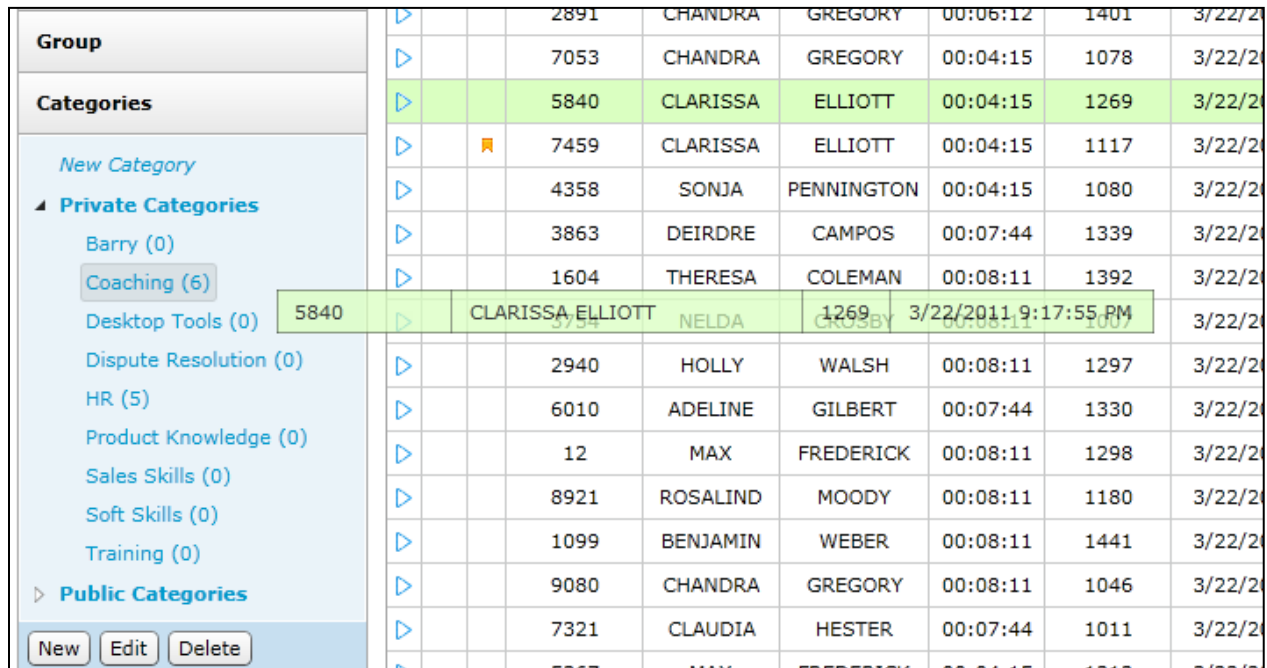 Group
Categories
New Category
Private Categories
Barry (0)
Coaching (6)
Desktop Tools (0)
Dispute Resolution (0)
HR (5)
Product Knowledge (0)
Sales Skills (0)
Soft Skills (0)
Training (0)
Public Categories
New Edit Delete
2891 CHANDRA GREGORY 00:06:12 1401 3/22/20
7053 CHANDRA GREGORY 00:04:15 1078 3/22/20
5840 CLARISSA ELLIOTT 00:04:15 1269 3/22/20
7459 CLARISSA ELLIOTT 00:04:15 1117 3/22/20
4358 SONJA PENNINGTON 00:04:15 1080 3/22/20
3863 DEIRDRE CAMPOS 00:07:44 1339 3/22/20
1604 THERESA COLEMAN 00:08:11 1392 3/22/20
5840 CLARISSA ELLIOTT 1269 3/22/2011 9:17:55 PM
3754 NELDA CROSBY 00:08:11 1007 3/22/20
2940 HOLLY WALSH 00:08:11 1297 3/22/20
6010 ADELINE GILBERT 00:07:44 1330 3/22/20
12 MAX FREDERICK 00:08:11 1298 3/22/20
8921 ROSALIND MOODY 00:08:11 1180 3/22/20
1099 BENJAMIN WEBER 00:08:11 1441 3/22/20
9080 CHANDRA GREGORY 00:08:11 1046 3/22/20
7321 CLAUDIA HESTER 00:07:44 1011 3/22/20